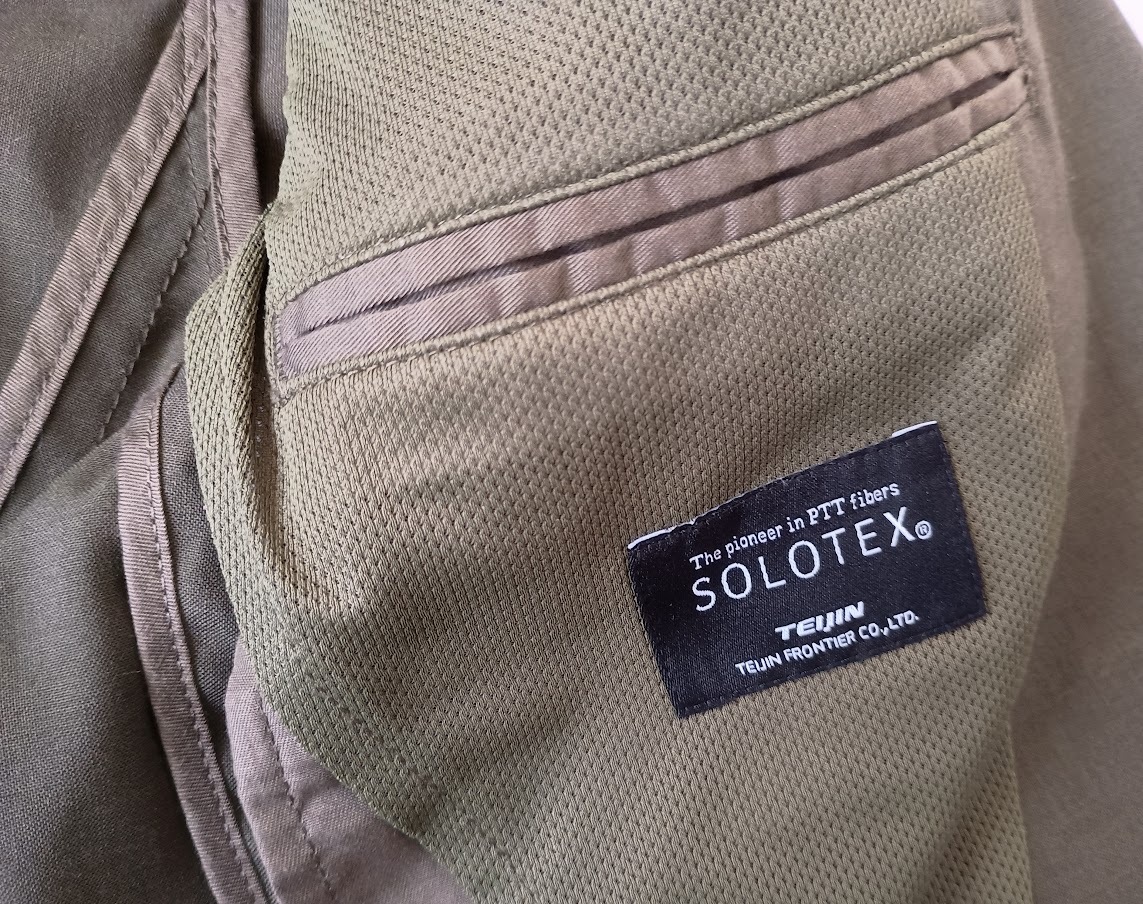 The pioneer in PTT fibers
SOLOTEX®
TEIJIN
TEIJIN FRONTIER CO.,LTD.